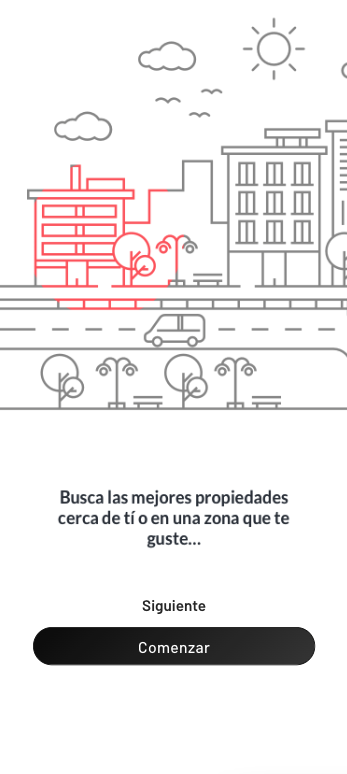 Busca las mejores propiedades
cerca de tí o en una zona que te
guste...
Siguiente
Comenzar